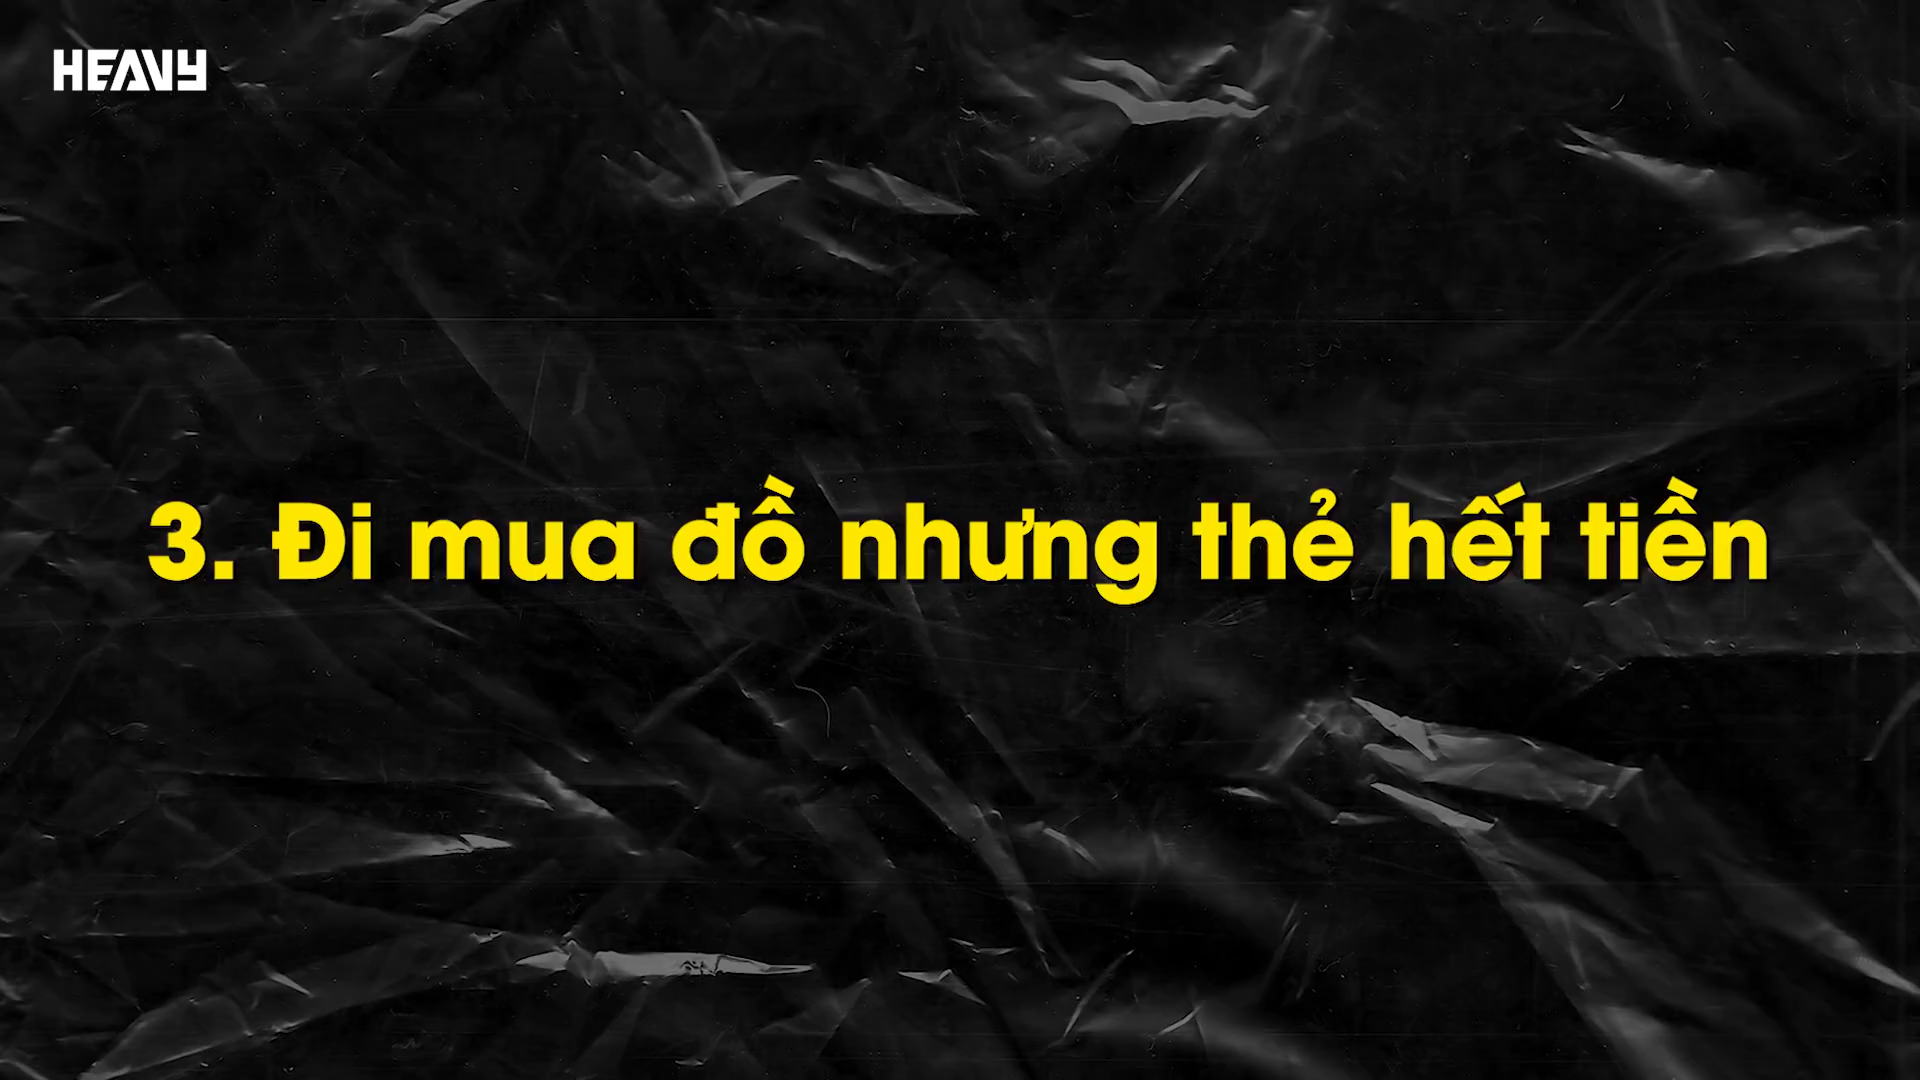 HEAVY
3. Đi mua đồ nhưng thẻ hết tiền